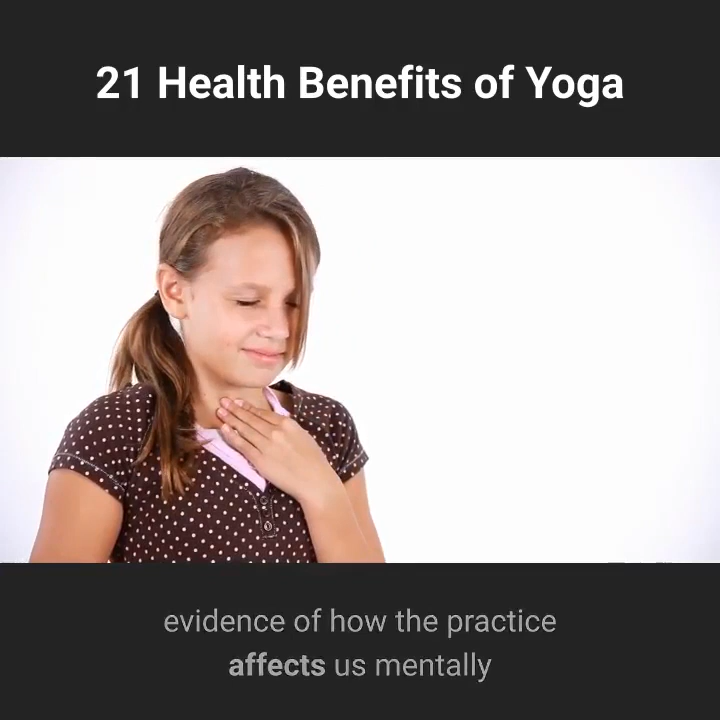 21 Health Benefits of Yoga
evidence of how the practice
affects us mentally